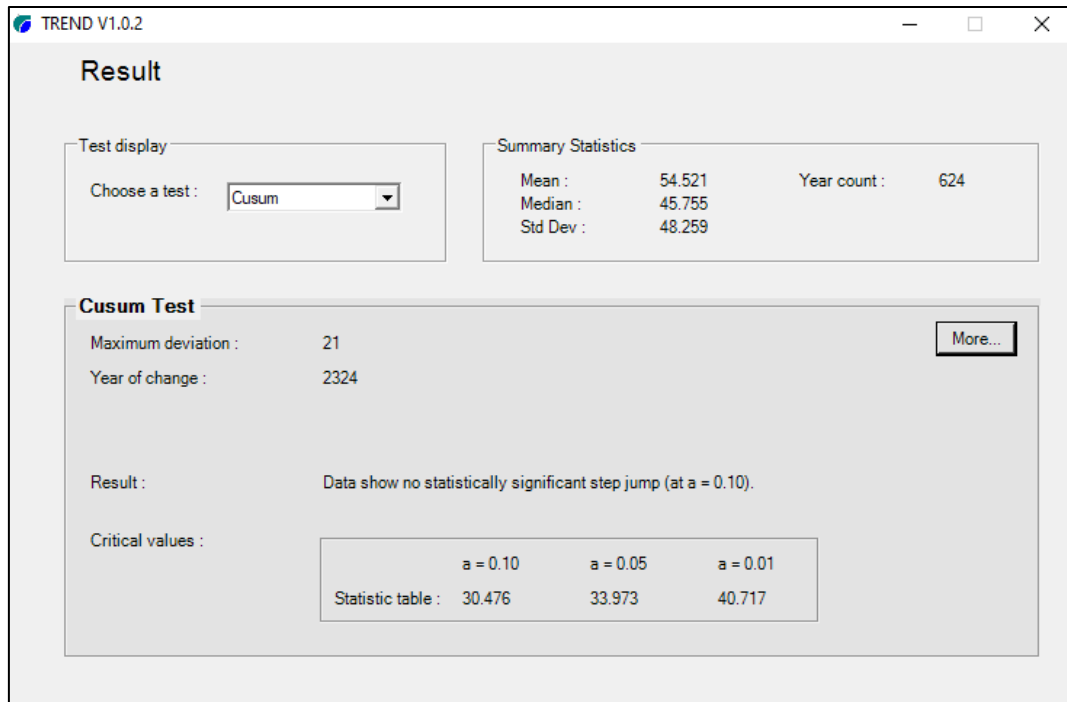 TREND V1.0.2
Result
Test display
Choose a test :
Cusum
Summary Statistics
Mean : 54.521 Year count : 624
Median : 45.755
Std Dev : 48.259
Cusum Test
Maximum deviation : 21
More...
Year of change : 2324
Result : Data show no statistically significant step jump (at a = 0.10).
Critical values :
a = 0.10 a = 0.05 a = 0.01
Statistic table : 30.476 33.973 40.717